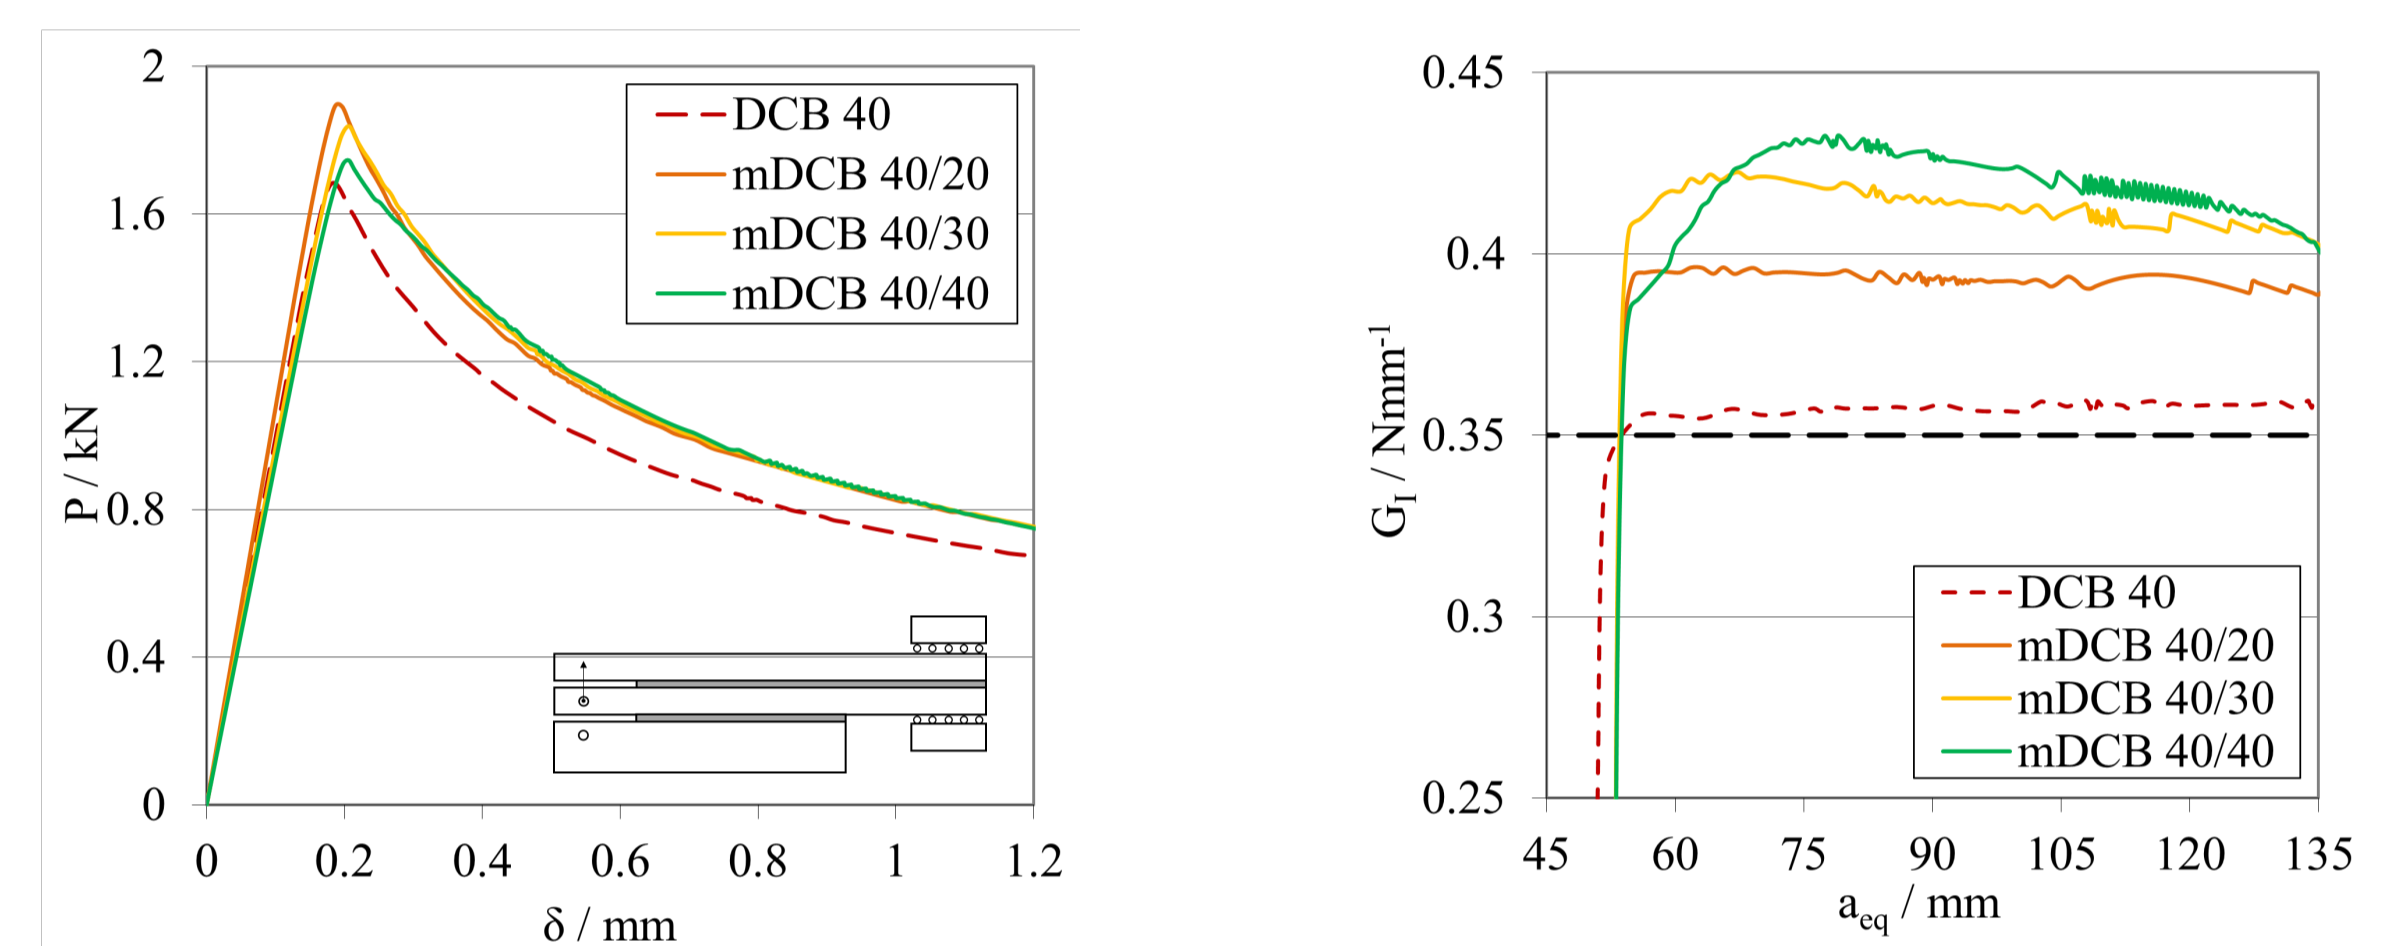 2
1.6
1.2
0.8
0.4
0
P / kN
0 0.2 0.4 0.6 0.8 1 1.2
δ / mm
DCB 40
mDCB 40/20
mDCB 40/30
mDCB 40/40
0.45
0.4
0.35
0.3
0.25
G_I / Nmm⁻¹
45 60 75 90 105 120 135
a_eq / mm
DCB 40
mDCB 40/20
mDCB 40/30
mDCB 40/40